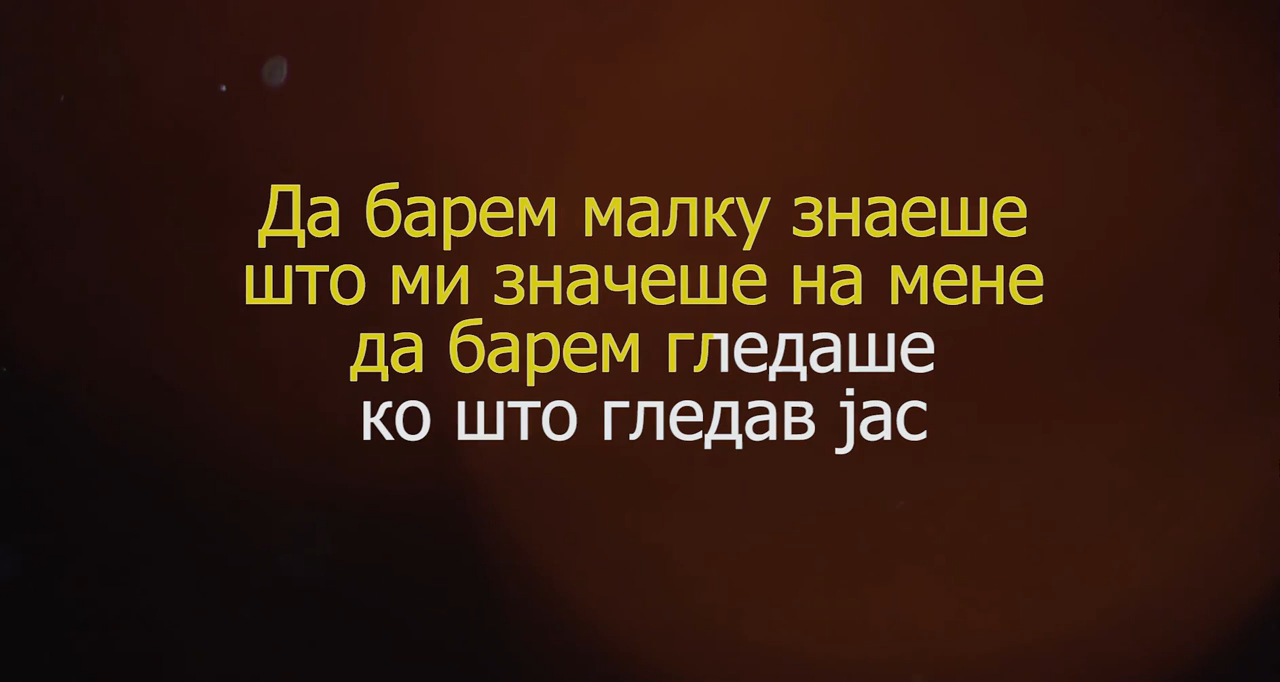 Да барем малку знаеше
што ми значеше на мене
да барем гледаше
ко што гледав јас